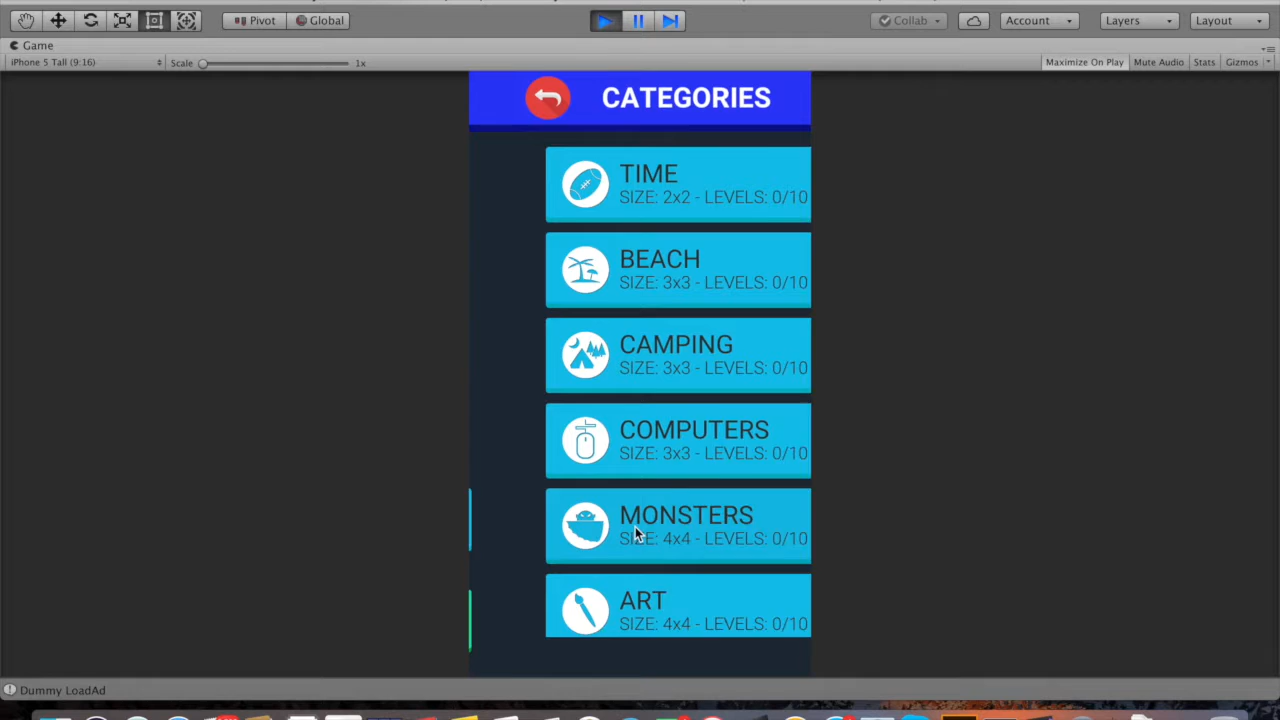 Pivot Global Collab Account Layers Layout
Game
iPhone 5 Tall (9:16) Scale 1x Maximize On Play Mute Audio Stats Gizmos
CATEGORIES
TIME
SIZE: 2x2 - LEVELS: 0/10
BEACH
SIZE: 3x3 - LEVELS: 0/10
CAMPING
SIZE: 3x3 - LEVELS: 0/10
COMPUTERS
SIZE: 3x3 - LEVELS: 0/10
MONSTERS
SIZE: 4x4 - LEVELS: 0/10
ART
SIZE: 4x4 - LEVELS: 0/10
Dummy LoadAd